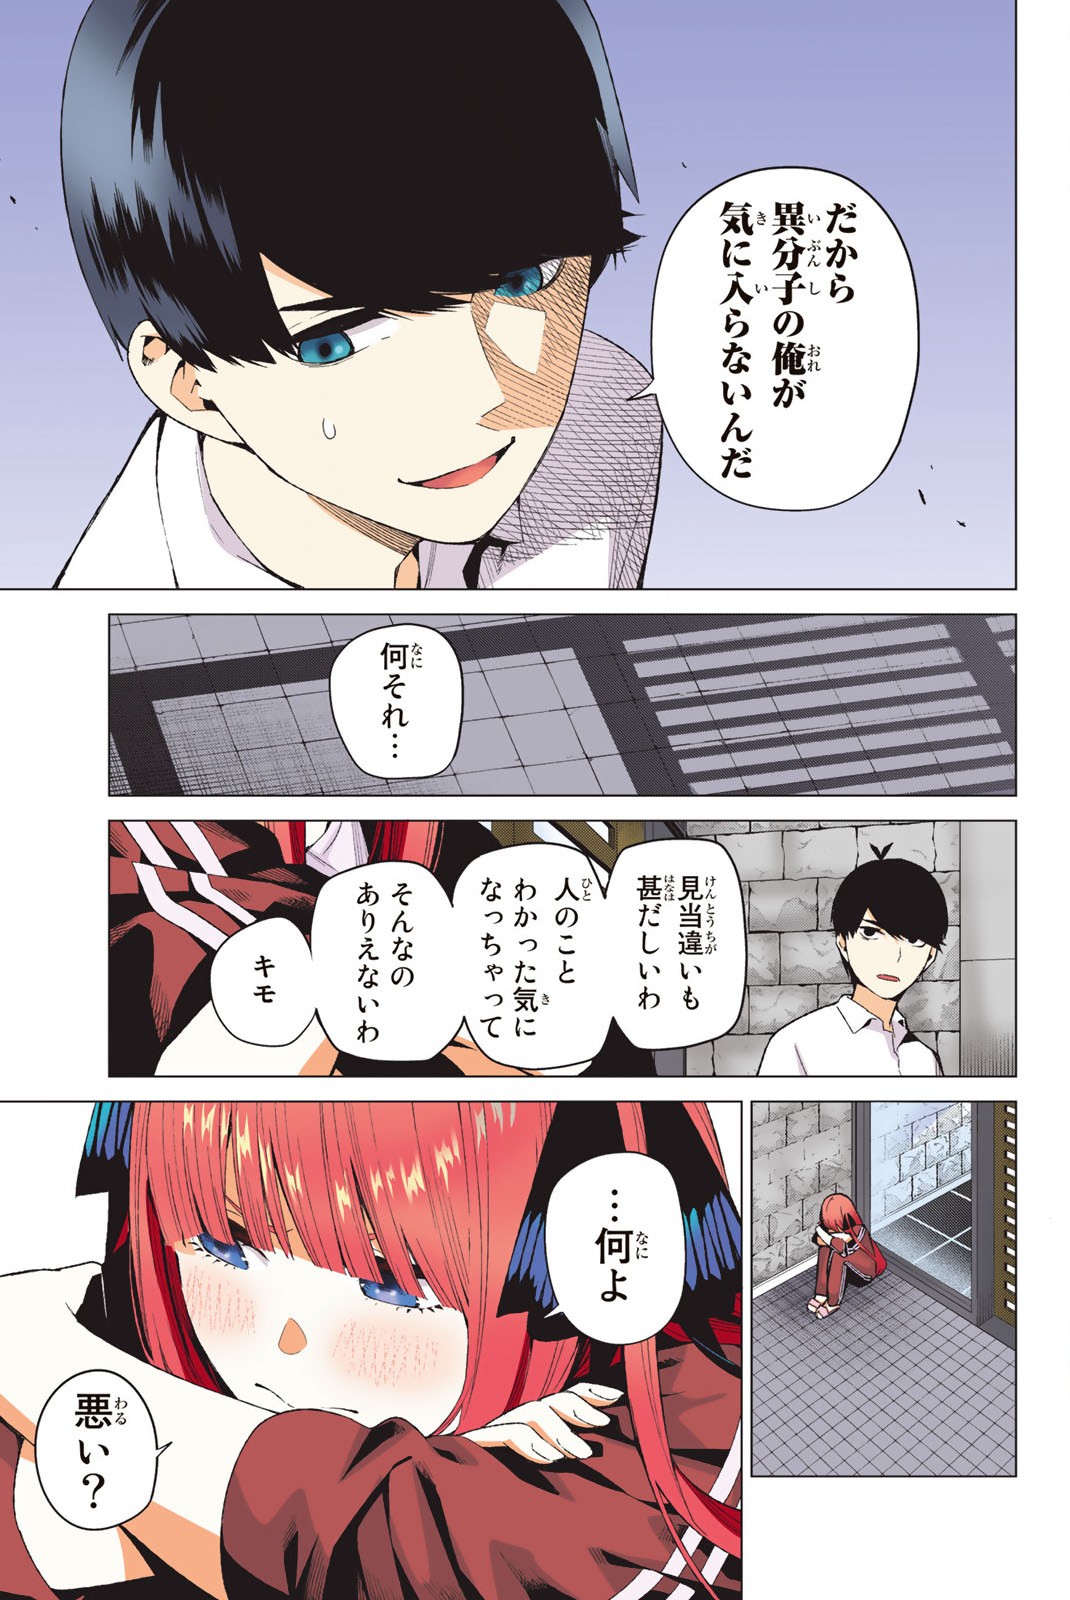 だから
異分子の俺が
気に入らないんだ
何それ…
見当違いも
甚だしいわ
人のこと
わかった気に
なっちゃって
そんなの
ありえないわ
キモ
…何よ
悪い？